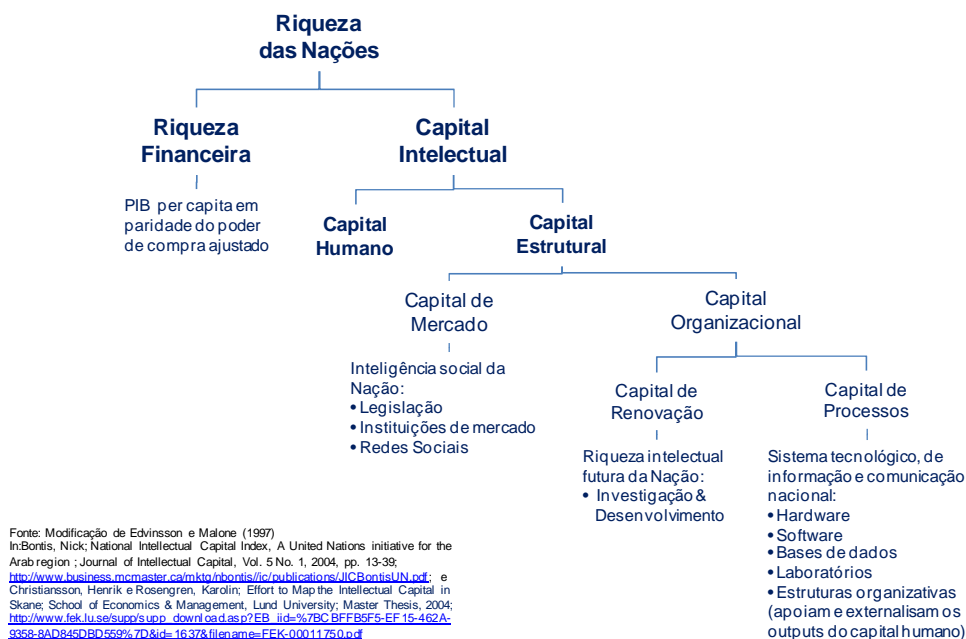 Riqueza
das Nações
Riqueza
Financeira
Capital
Intelectual
PIB per capita em
paridade do poder
de compra ajustado
Capital
Humano
Capital
Estrutural
Capital de
Mercado
Capital
Organizacional
Inteligência social da
Nação:
• Legislação
• Instituições de mercado
• Redes Sociais
Capital de
Renovação
Capital de
Processos
Riqueza intelectual
futura da Nação:
• Investigação &
Desenvolvimento
Sistema tecnológico, de
informação e comunicação
nacional:
• Hardware
• Software
• Bases de dados
• Laboratórios
• Estruturas organizativas
(apoiam e externalisam os
outputs do capital humano)
Fonte: Modificação de Edvinsson e Malone (1997)
In:Bontis, Nick; National Intellectual Capital Index, A United Nations initiative for the
Arab region ; Journal of Intellectual Capital, Vol. 5 No. 1, 2004, pp. 13-39;
http://www.business.mcmaster.ca/mktg/nbontis//ic/publications/JICBontisUN.pdf; e
Christiansson, Henrik e Rosengren, Karolin; Effort to Map the Intellectual Capital in
Skane; School of Economics & Management, Lund University; Master Thesis, 2004;
http://www.fek.lu.se/supp/supp_download.asp?EB_iid=%7BCBFFB5F5-EF15-462A-
9358-8AD845DBD559%7D&id=1637&filename=FEK-00011750.pdf